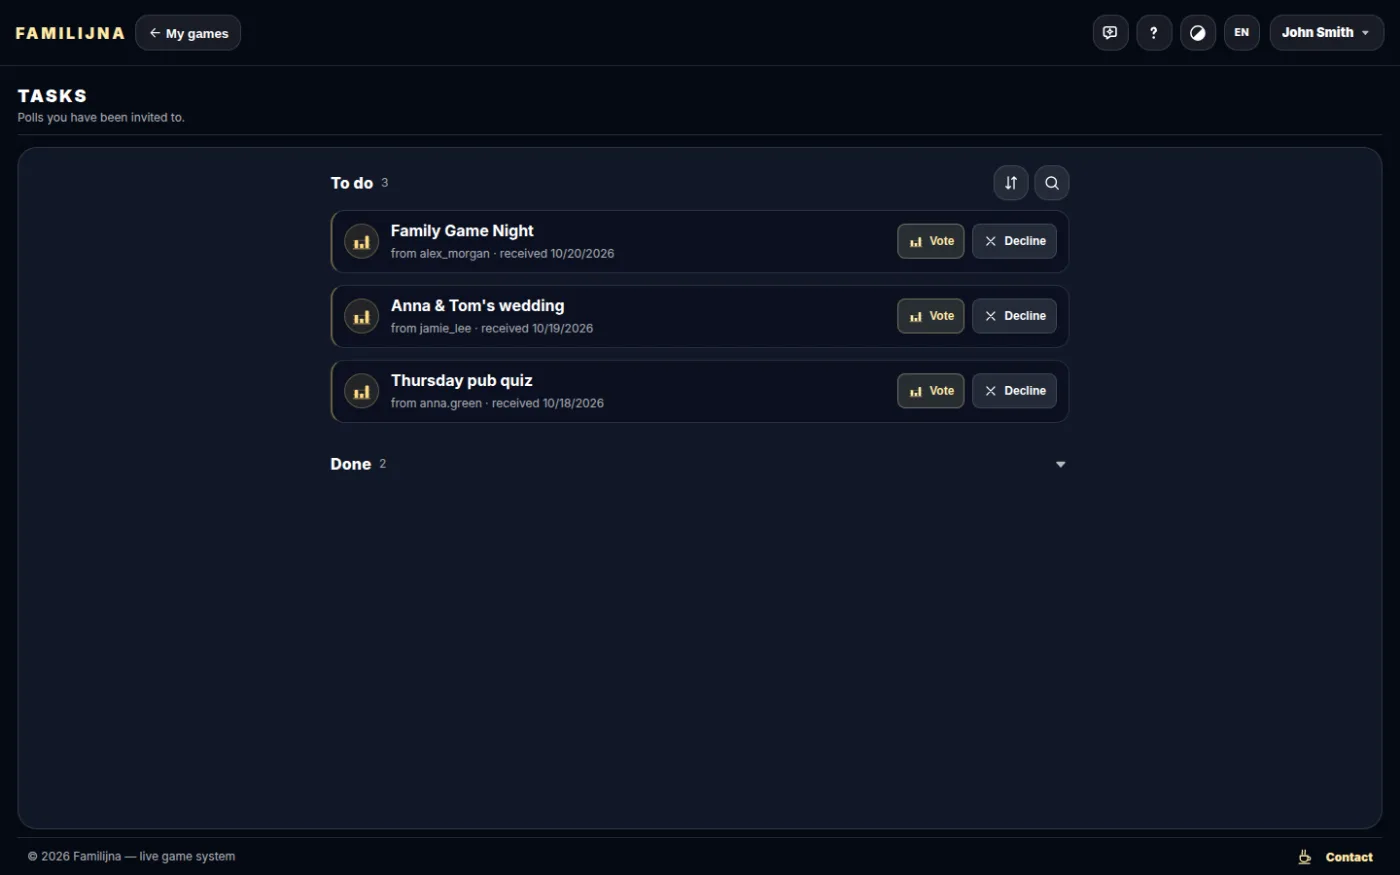 FAMILIJNA
← My games
?
EN
John Smith
TASKS
Polls you have been invited to.
To do 3
Family Game Night
from alex_morgan · received 10/20/2026
Vote
Decline
Anna & Tom's wedding
from jamie_lee · received 10/19/2026
Vote
Decline
Thursday pub quiz
from anna.green · received 10/18/2026
Vote
Decline
Done 2
© 2026 Familijna — live game system
Contact